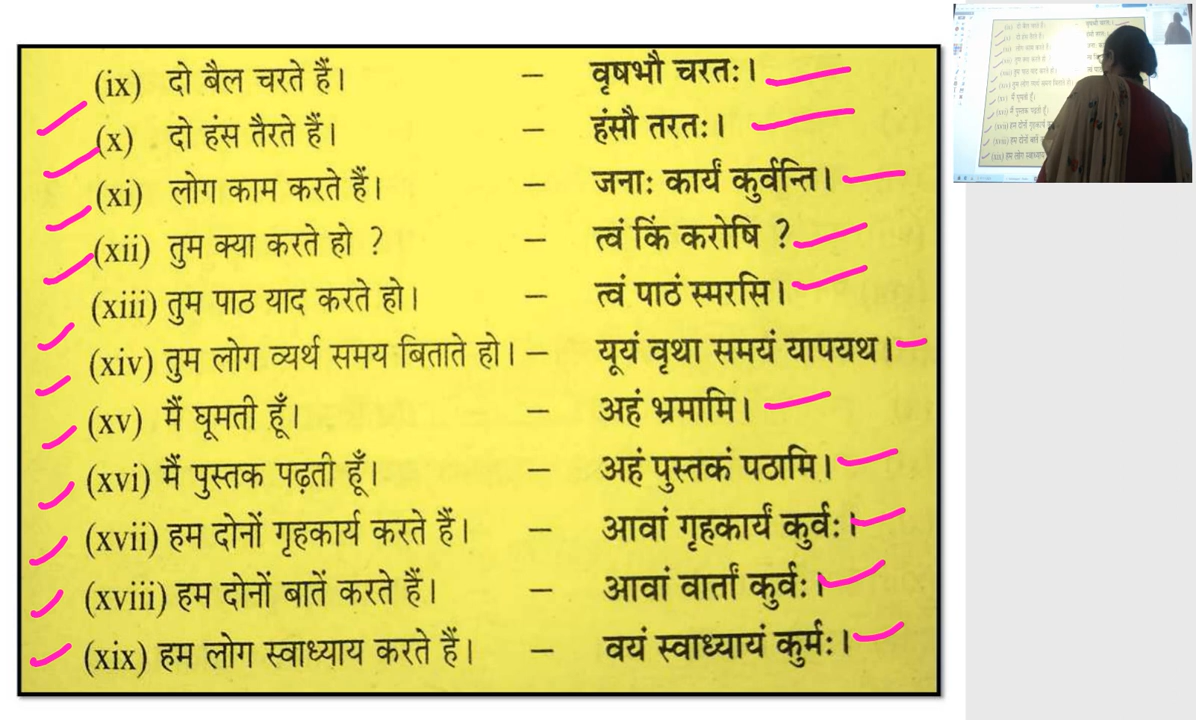 (ix) दो बैल चरते हैं। – वृषभौ चरतः।
(x) दो हंस तैरते हैं। – हंसौ तरतः।
(xi) लोग काम करते हैं। – जनाः कार्यं कुर्वन्ति।
(xii) तुम क्या करते हो ? – त्वं किं करोषि ?
(xiii) तुम पाठ याद करते हो। – त्वं पाठं स्मरसि।
(xiv) तुम लोग व्यर्थ समय बिताते हो। – यूयं वृथा समयं यापयथ।
(xv) मैं घूमती हूँ। – अहं भ्रमामि।
(xvi) मैं पुस्तक पढ़ती हूँ। – अहं पुस्तकं पठामि।
(xvii) हम दोनों गृहकार्य करते हैं। – आवां गृहकार्यं कुर्वः।
(xviii) हम दोनों बातें करते हैं। – आवां वार्तां कुर्वः।
(xix) हम लोग स्वाध्याय करते हैं। – वयं स्वाध्यायं कुर्मः।